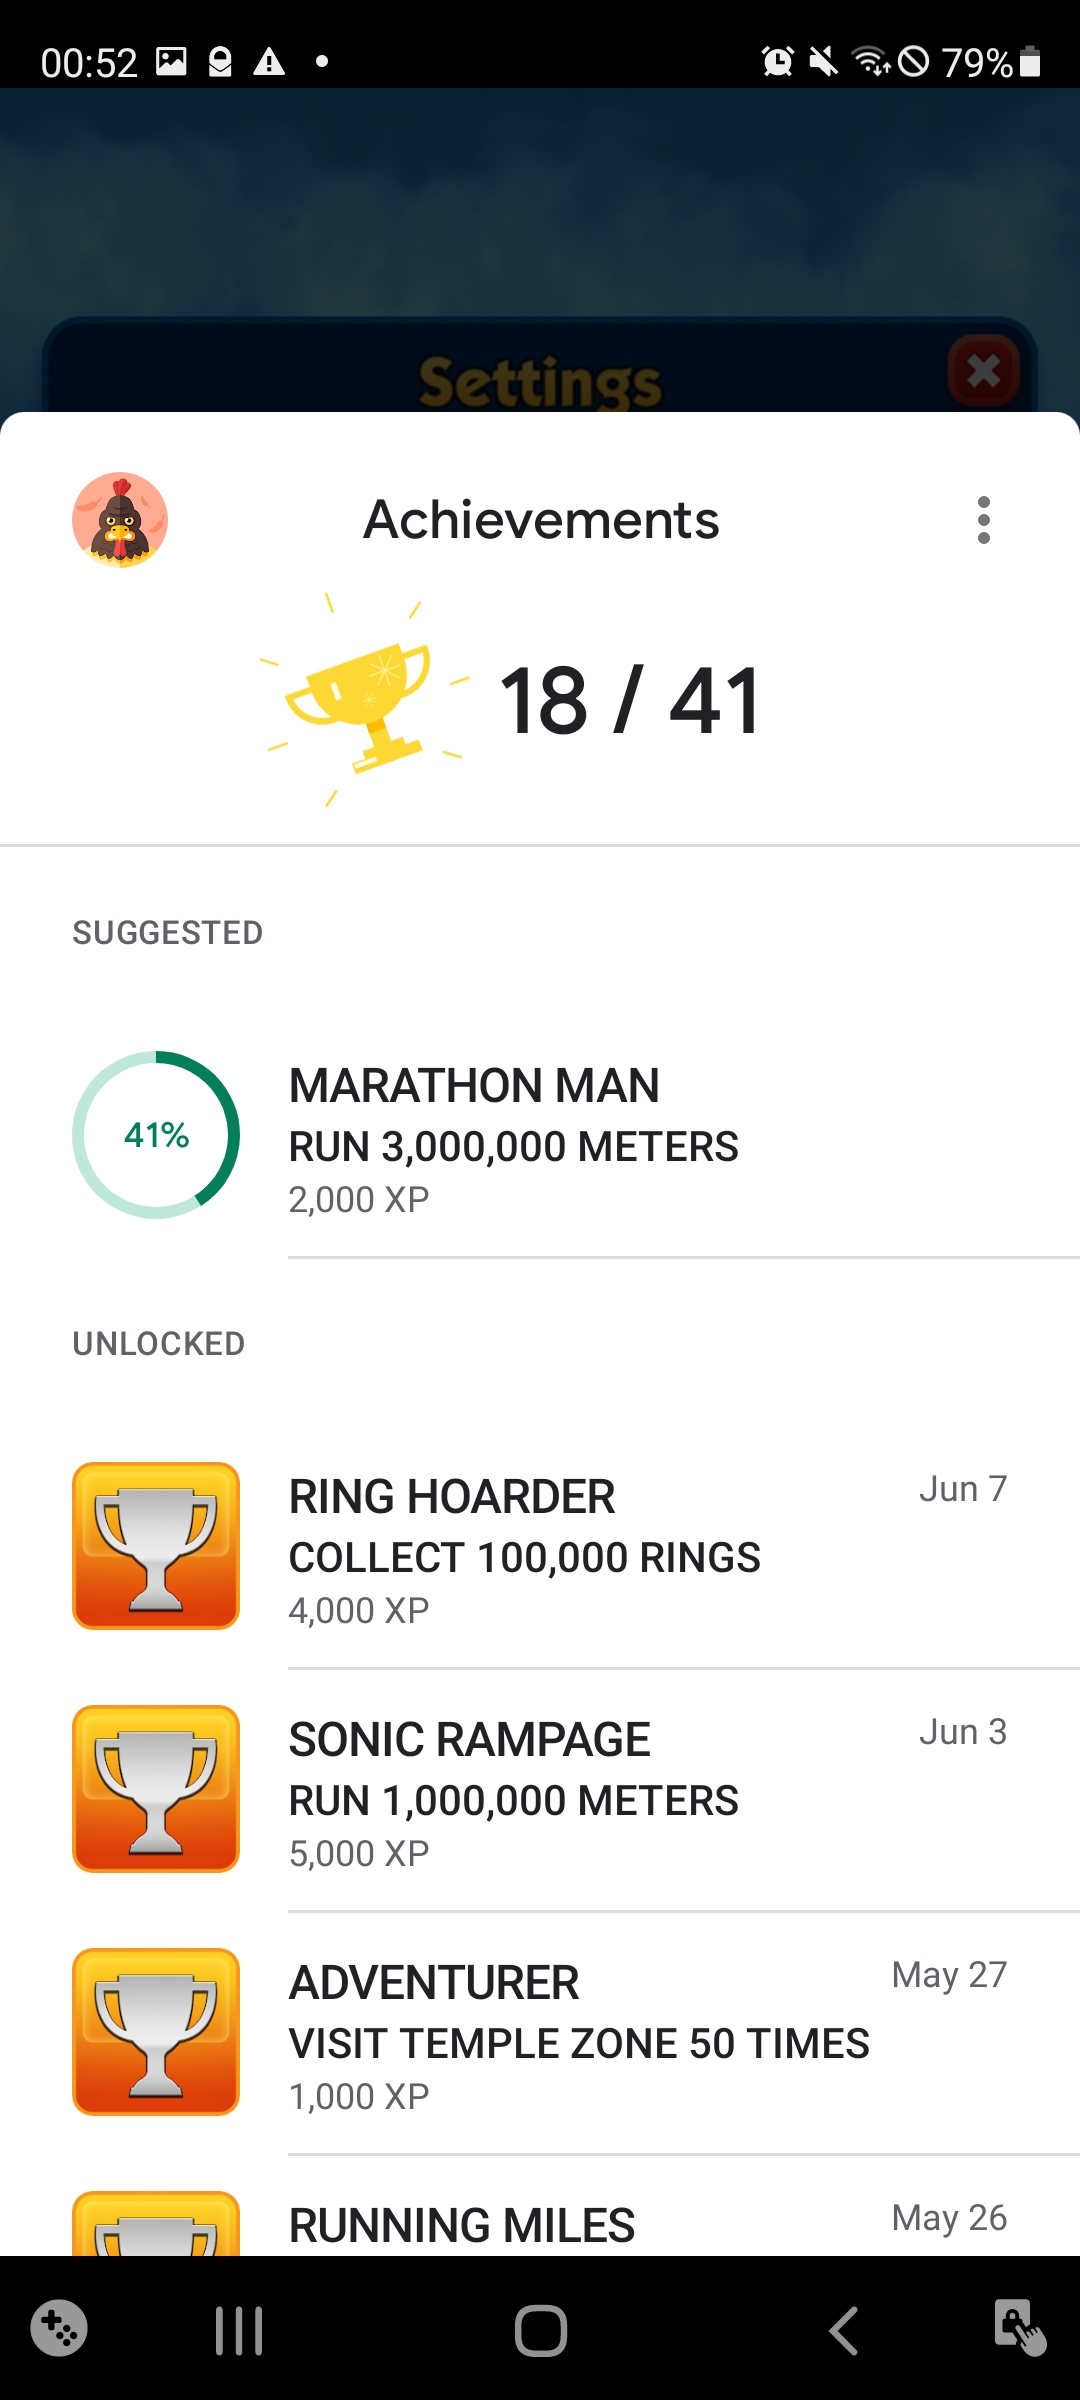 00:52
79%
Settings
Achievements
18 / 41
SUGGESTED
41%
MARATHON MAN
RUN 3,000,000 METERS
2,000 XP
UNLOCKED
RING HOARDER
Jun 7
COLLECT 100,000 RINGS
4,000 XP
SONIC RAMPAGE
Jun 3
RUN 1,000,000 METERS
5,000 XP
ADVENTURER
May 27
VISIT TEMPLE ZONE 50 TIMES
1,000 XP
RUNNING MILES
May 26